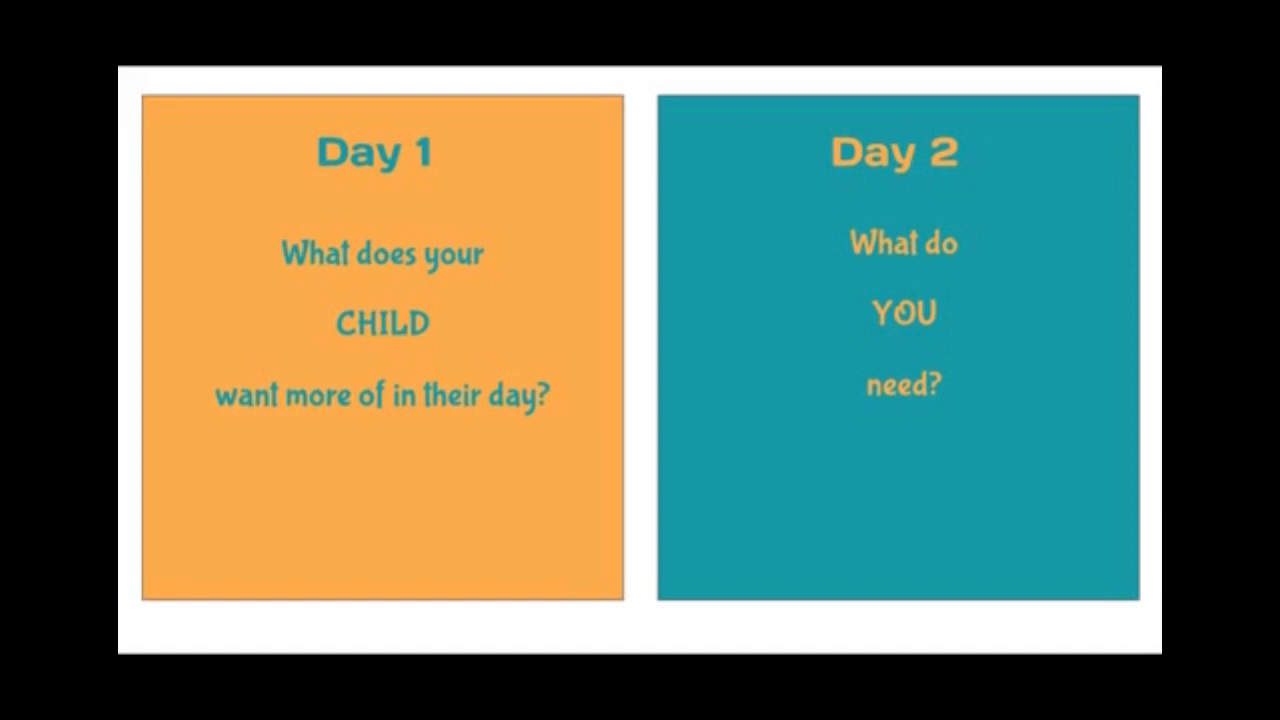 Day 1
What does your
CHILD
want more of in their day?
Day 2
What do
YOU
need?